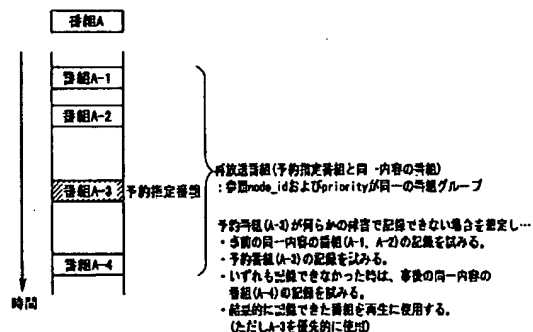 番組A
番組A-1
番組A-2
番組A-3
予約指定番組
番組A-4
時間
再放送番組(予約指定番組と同一内容の番組)
:参照node_idおよびpriorityが同一の番組グループ
予約番組(A-3)が何らかの障害で記録できない場合を想定し…
・事前の同一内容の番組(A-1、A-2)の記録を試みる。
・予約番組(A-3)の記録を試みる。
・いずれも記録できなかった時は、事後の同一内容の
番組(A-4)の記録を試みる。
・結果的に記録できた番組を再生に使用する。
(ただしA-3を優先的に使用)